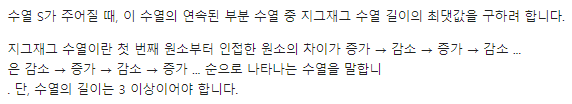 수열 S가 주어질 때, 이 수열의 연속된 부분 수열 중 지그재그 수열 길이의 최댓값을 구하려 합니다.
지그재그 수열이란 첫 번째 원소부터 인접한 원소의 차이가 증가 → 감소 → 증가 → 감소 ...
은 감소 → 증가 → 감소 → 증가 ... 순으로 나타나는 수열을 말합니
. 단, 수열의 길이는 3 이상이어야 합니다.